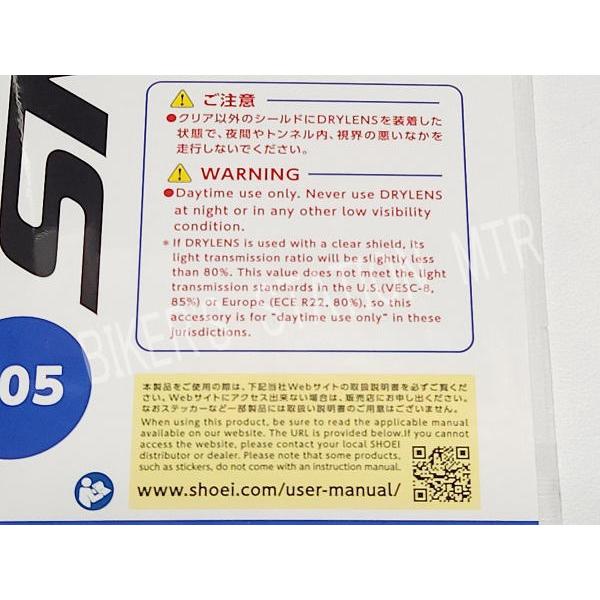 ご注意
●クリア以外のシールドにDRYLENSを装着した
状態で、夜間やトンネル内、視界の悪いなかを
走行しないでください。
WARNING
●Daytime use only. Never use DRYLENS
at night or in any other low visibility
condition.
* If DRYLENS is used with a clear shield, its
light transmission ratio will be slightly less
than 80%. This value does not meet the light
transmission standards in the U.S.(VESC-8,
85%) or Europe (ECE R22, 80%), so this
accessory is for "daytime use only" in these
jurisdictions.
05
本製品をご使用の際は、下記当社Webサイトの取扱説明書を必ずご覧くだ
さい。Webサイトにアクセス出来ない場合は、販売店にお申し出ください。
なおステッカーなど一部製品には取扱い説明書のご用意はございません。
When using this product, be sure to read the applicable manual
available on our website. The URL is provided below.If you cannot
access the website, please contact your local SHOEI
distributor or dealer. Please note that some products,
such as stickers, do not come with an instruction manual.
www.shoei.com/user-manual/
MTR